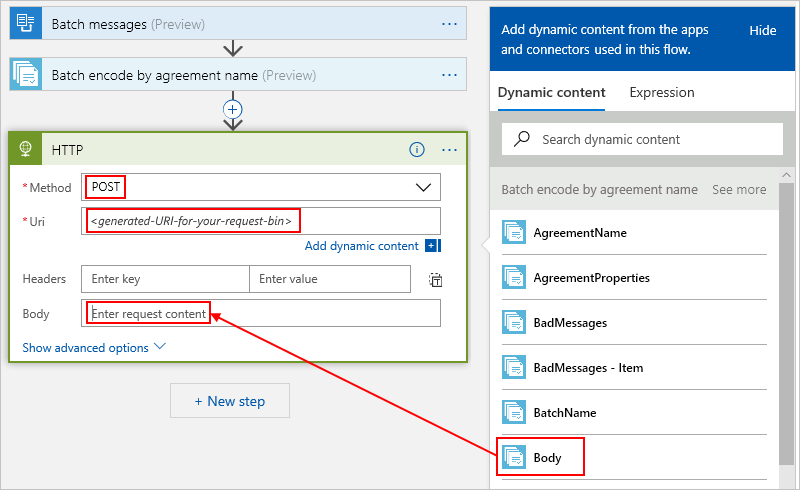 Batch messages (Preview)
...
Batch encode by agreement name (Preview)
...
HTTP
...
* Method
POST
* Uri
<generated-URI-for-your-request-bin>
Add dynamic content
Headers
Enter key
Enter value
Body
Enter request content
Show advanced options
+ New step
Add dynamic content from the apps
and connectors used in this flow.
Hide
Dynamic content
Expression
Search dynamic content
Batch encode by agreement name
See more
AgreementName
AgreementProperties
BadMessages
BadMessages - Item
BatchName
Body